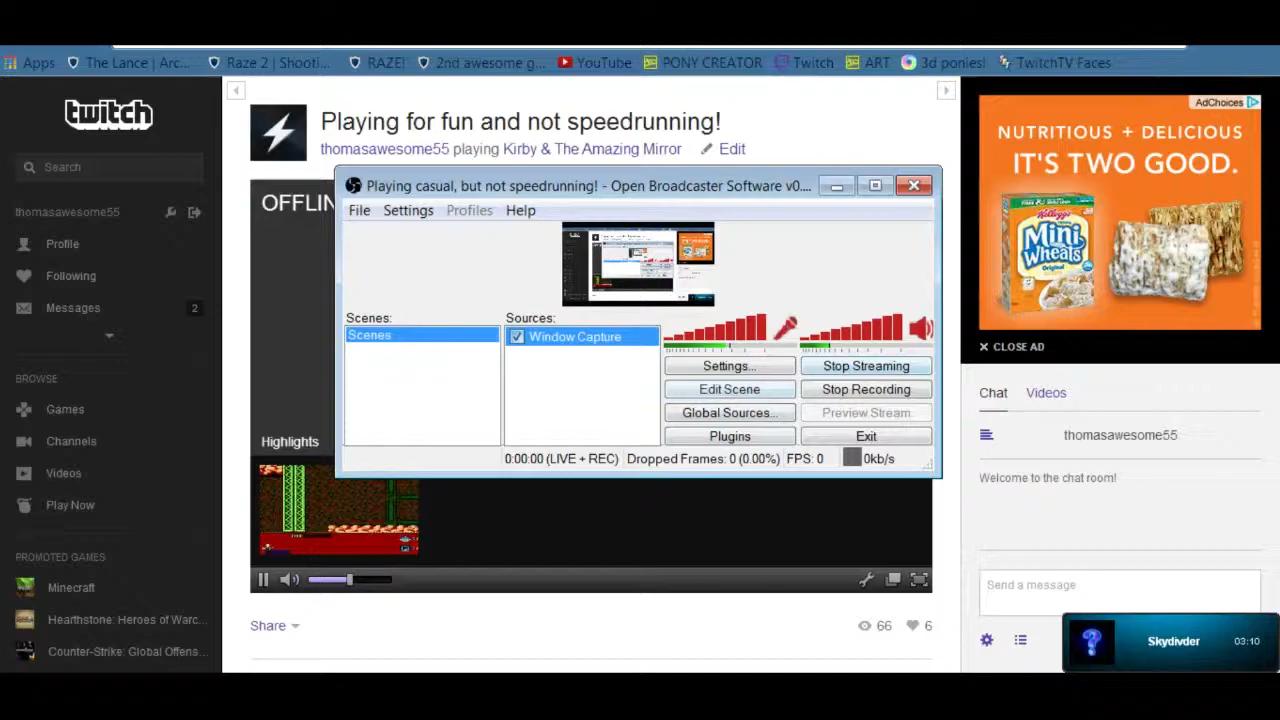 Apps
The Lance | Arc...
Raze 2 | Shooti...
RAZE!
2nd awesome g...
YouTube
PONY CREATOR
Twitch
ART
3d ponies!
TwitchTV Faces
twitch
Search
thomasawesome55
Profile
Following
Messages
2
BROWSE
Games
Channels
Videos
Play Now
PROMOTED GAMES
Minecraft
Hearthstone: Heroes of Warc...
Counter-Strike: Global Offens...
Playing for fun and not speedrunning!
thomasawesome55 playing Kirby & The Amazing Mirror
Edit
OFFLIN
Playing casual, but not speedrunning! - Open Broadcaster Software v0....
File
Settings
Profiles
Help
Scenes:
Sources:
Scenes
Window Capture
Settings...
Stop Streaming
Edit Scene
Stop Recording
Global Sources...
Preview Stream
Plugins
Exit
0:00:00 (LIVE + REC)
Dropped Frames: 0 (0.00%)
FPS: 0
0kb/s
Highlights
Share
66
6
AdChoices
NUTRITIOUS + DELICIOUS
IT'S TWO GOOD.
Kellogg's
Mini
Wheats
Original
CLOSE AD
Chat
Videos
thomasawesome55
Welcome to the chat room!
Send a message
Skydivder
03:10